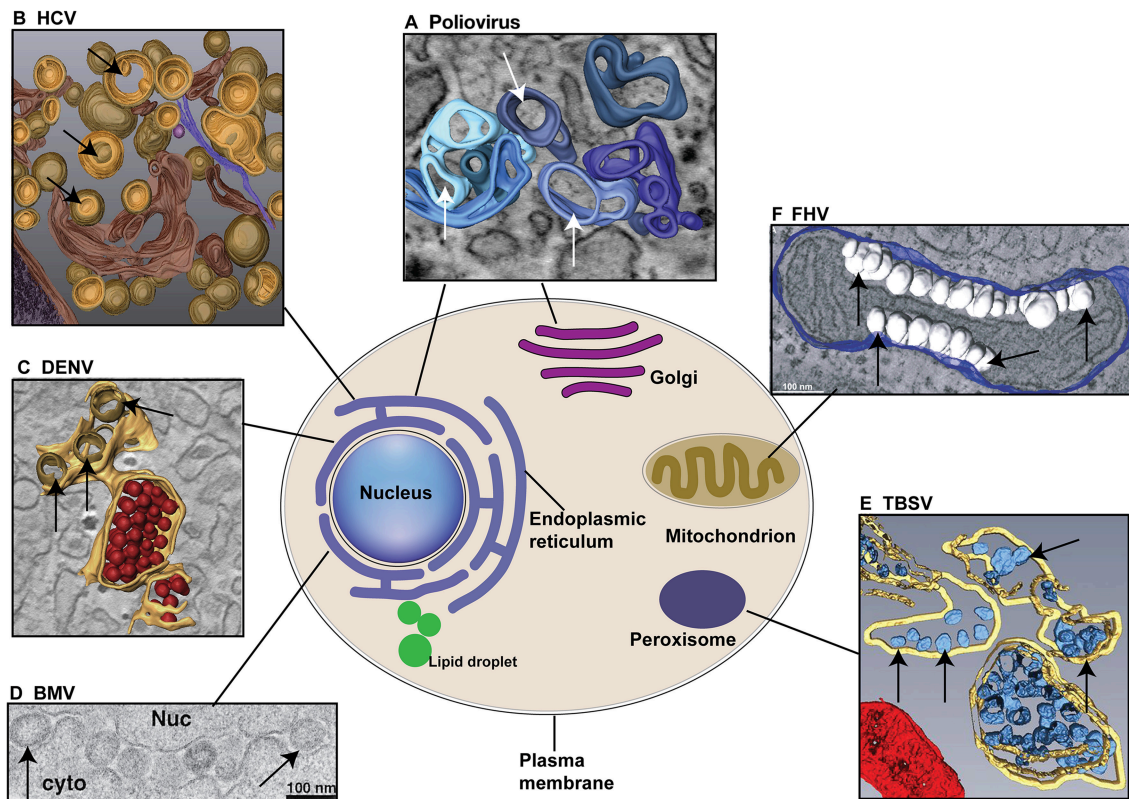 B HCV
A Poliovirus
F FHV
100 nm
Golgi
C DENV
Nucleus
Endoplasmic
reticulum
Mitochondrion
E TBSV
Peroxisome
Lipid droplet
D BMV
Nuc
cyto
100 nm
Plasma
membrane